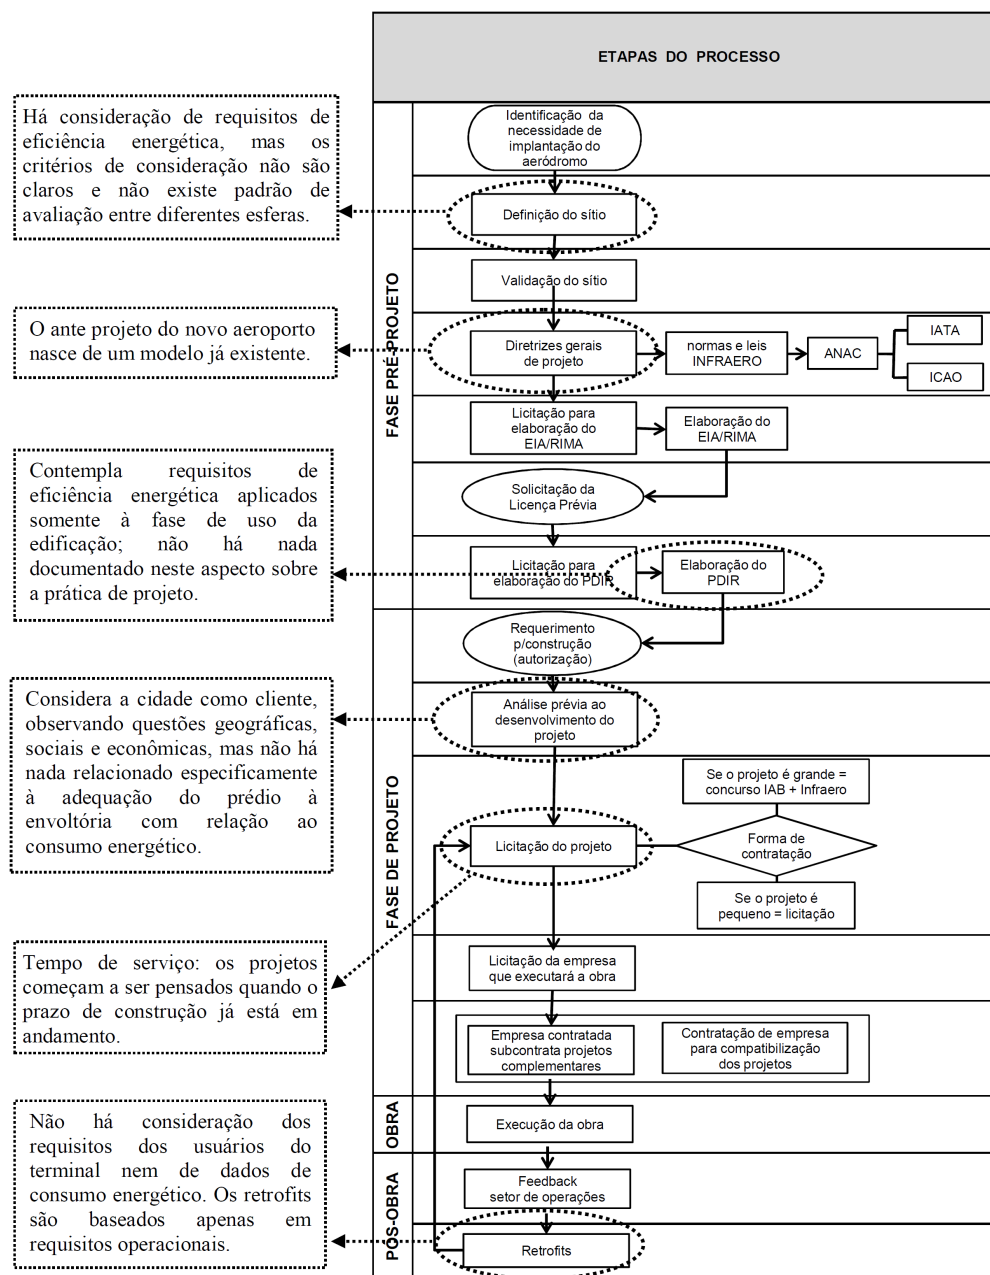 ETAPAS DO PROCESSO
Há consideração de requisitos de
eficiência energética, mas os
critérios de consideração não são
claros e não existe padrão de
avaliação entre diferentes esferas.
O ante projeto do novo aeroporto
nasce de um modelo já existente.
Contempla requisitos de
eficiência energética aplicados
somente à fase de uso da
edificação; não há nada
documentado neste aspecto sobre
a prática de projeto.
Considera a cidade como cliente,
observando questões geográficas,
sociais e econômicas, mas não há
nada relacionado especificamente
à adequação do prédio à
envoltória com relação ao
consumo energético.
Tempo de serviço: os projetos
começam a ser pensados quando o
prazo de construção já está em
andamento.
Não há consideração dos
requisitos dos usuários do
terminal nem de dados de
consumo energético. Os retrofits
são baseados apenas em
requisitos operacionais.
FASE PRÉ-PROJETO
Identificação da
necessidade de
implantação do
aeródromo
Definição do sítio
Validação do sítio
Diretrizes gerais
de projeto
normas e leis
INFRAERO
ANAC
IATA
ICAO
Licitação para
elaboração do
EIA/RIMA
Elaboração do
EIA/RIMA
Solicitação da
Licença Prévia
Licitação para
elaboração do PDIR
Elaboração do
PDIR
FASE DE PROJETO
Requerimento
p/construção
(autorização)
Análise prévia ao
desenvolvimento do
projeto
Licitação do projeto
Se o projeto é grande =
concurso IAB + Infraero
Forma de
contratação
Se o projeto é
pequeno = licitação
Licitação da empresa
que executará a obra
Empresa contratada
subcontrata projetos
complementares
Contratação de empresa
para compatibilização
dos projetos
OBRA
Execução da obra
PÓS-OBRA
Feedback
setor de operações
Retrofits